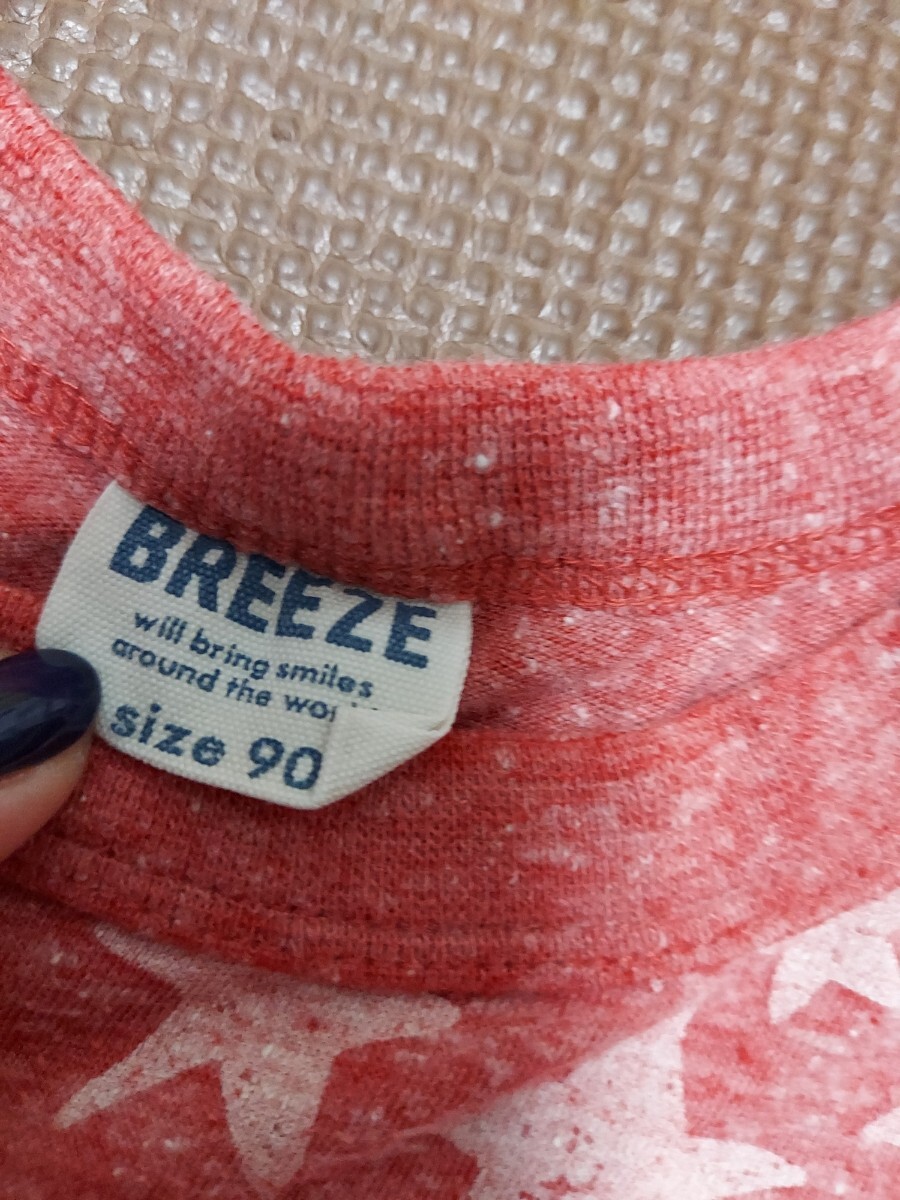 BREEZE
will bring smiles
around the
size 90